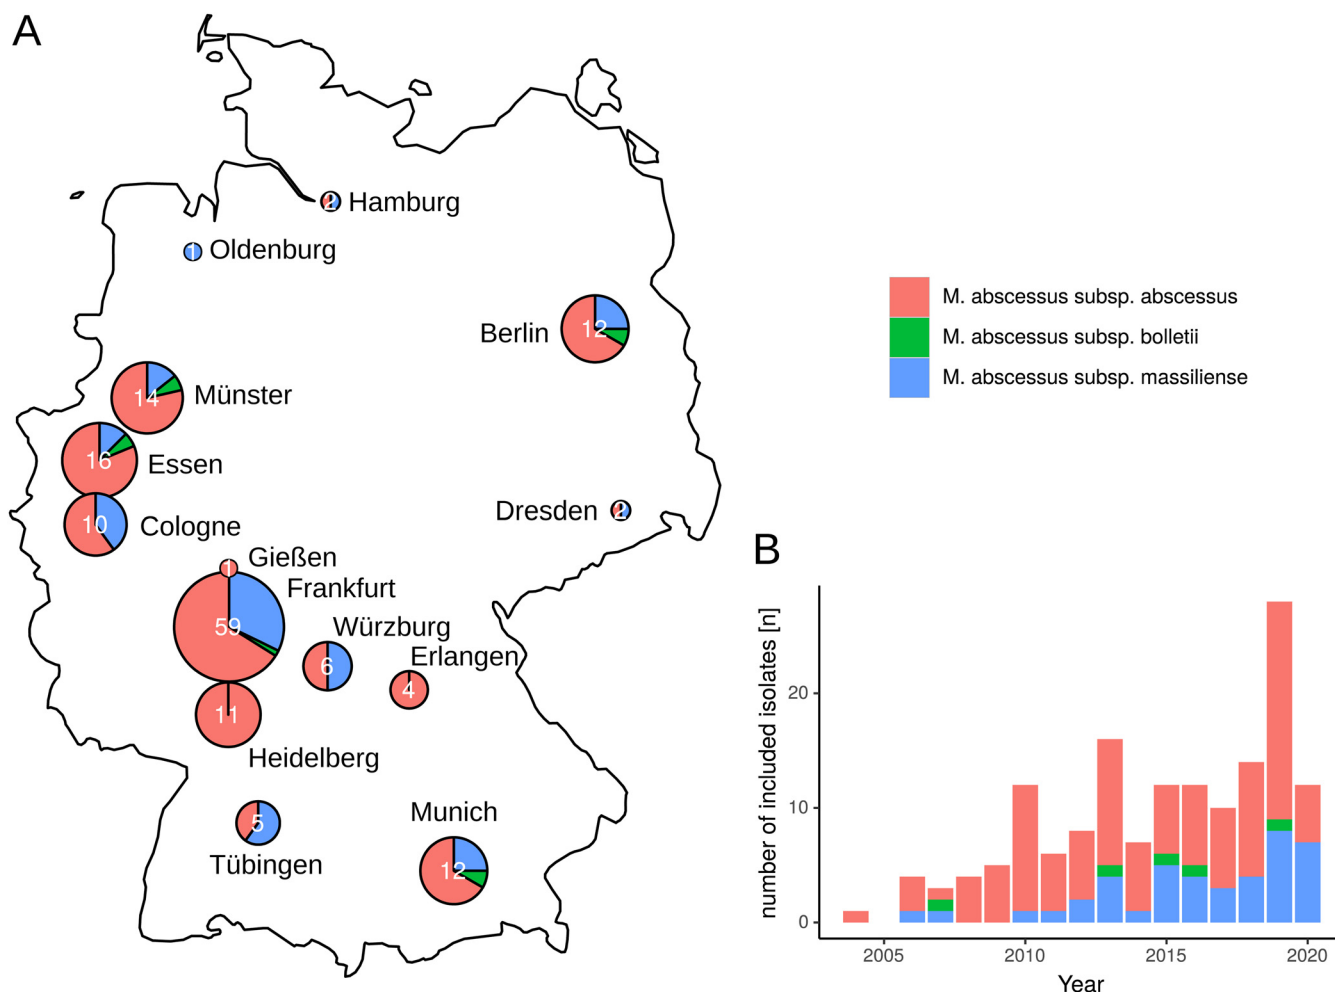 A
2 Hamburg
1 Oldenburg
Berlin 12
14 Münster
16 Essen
10 Cologne
Dresden 2
1 Gießen
Frankfurt
59
Würzburg
6
Erlangen
4
11
Heidelberg
5
Tübingen
Munich
12
M. abscessus subsp. abscessus
M. abscessus subsp. bolletii
M. abscessus subsp. massiliense
B
number of included isolates [n]
20
10
0
2005 2010 2015 2020
Year